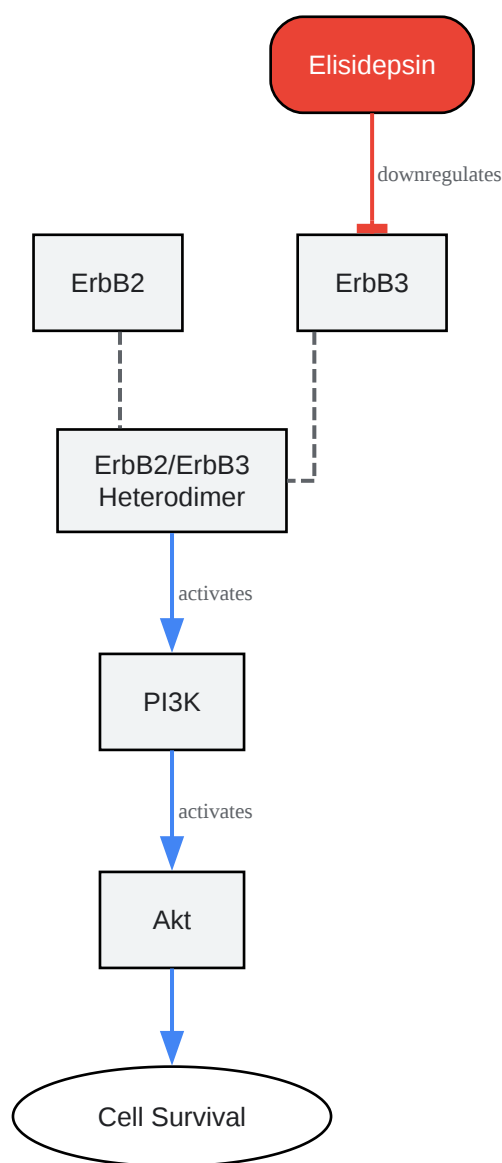 Elisidepsin
downregulates
ErbB2
ErbB3
ErbB2/ErbB3
Heterodimer
activates
PI3K
activates
Akt
Cell Survival